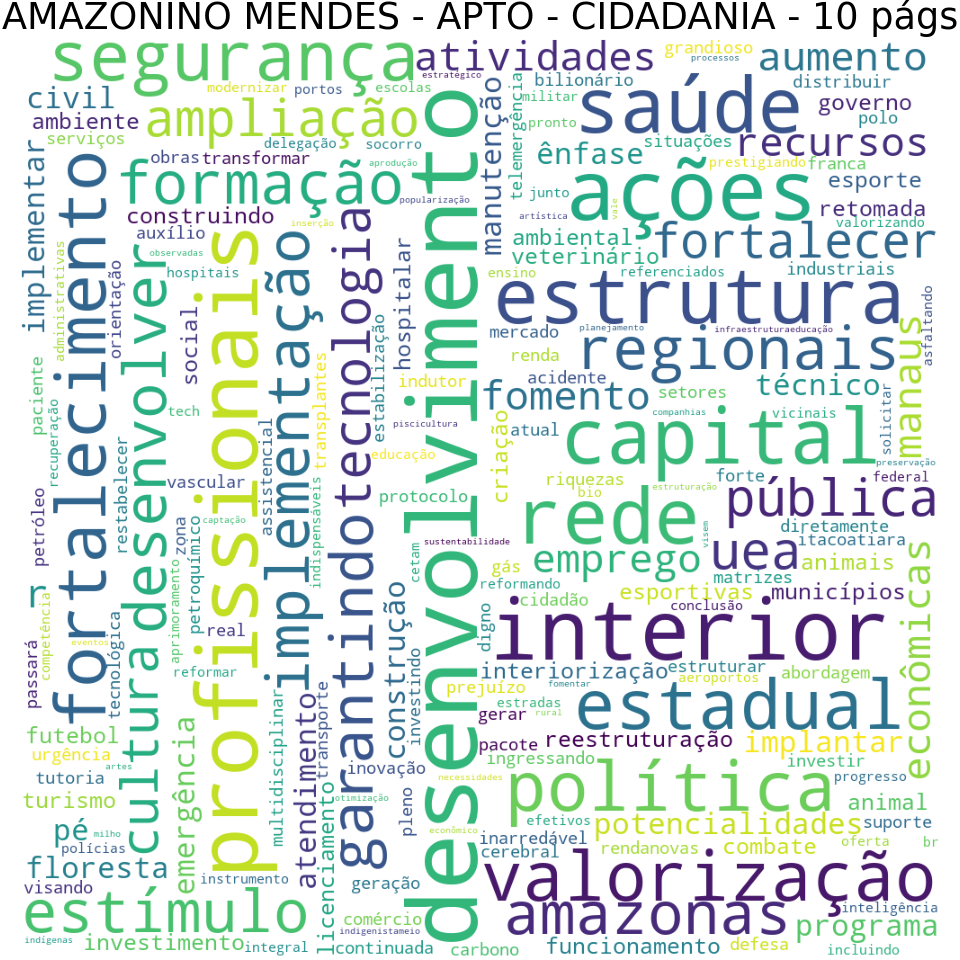 AMAZONINO MENDES - APTO - CIDADANIA - 10 págs
segurança
atividades
grandioso
processos
aumento
estratégico
modernizar
portos
escolas
bilionário
distribuir
civil
ampliação
militar
saúde
governo
polo
ambiente
serviços
delegação
socorro
manutenção
telemergência
pronto
situações
recursos
ênfase
obras
transformar
aprodução
prestigiando
franca
formação
ações
esporte
junto
popularização
implementar
fortalecimento
construindo
artística
vale
retomada
valorizando
auxílio
inserção
ambiental
fortalecer
observadas
veterinário
hospitais
ensino
referenciados
industriais
administrativas
orientação
cultura
desenvolver
profissionais
implementação
garantindo
tecnologia
hospitalar
desenvolvimento
estrutura
asfaltando
mercado
planejamento
infraestruturaeducação
social
estabilização
renda
regionais
manaus
acidente
indutor
fomento
setores
técnico
paciente
recuperação
transplantes
tech
piscicultura
companhias
vicinais
atual
capital
solicitar
restabelecer
assistencial
educação
criação
preservação
vascular
riquezas
forte
federal
bio
estruturação
protocolo
indispensáveis
petróleo
zona
petroquímico
captação
rede
pública
visem
diretamente
itacoatiara
sustentabilidade
emprego
uea
animais
cetam
gás
matrizes
r
reformando
esportivas
municípios
cidadão
conclusão
construção
digno
interior
econômicas
passará
competência
tecnológica
aprimoramento
real
eventos
reformar
interiorização
estruturar
abordagem
aeroportos
prejuízo
fomentar
estradas
estadual
rural
gerar
investindo
multidisciplinar
transporte
atendimento
licenciamento
emergência
futebol
urgência
artes
pacote
reestruturação
implantar
ingressando
investir
inovação
tutoria
necessidades
progresso
política
turismo
otimização
pleno
animal
pé
milho
efetivos
potencialidades
suporte
polícias
econômico
inarredável
combate
oferta
br
cerebral
rendanovas
floresta
visando
instrumento
geração
valorização
estímulo
amazonas
inteligência
comércio
programa
indigenistameio
indígenas
investimento
integral
continuada
carbono
funcionamento
defesa
incluindo